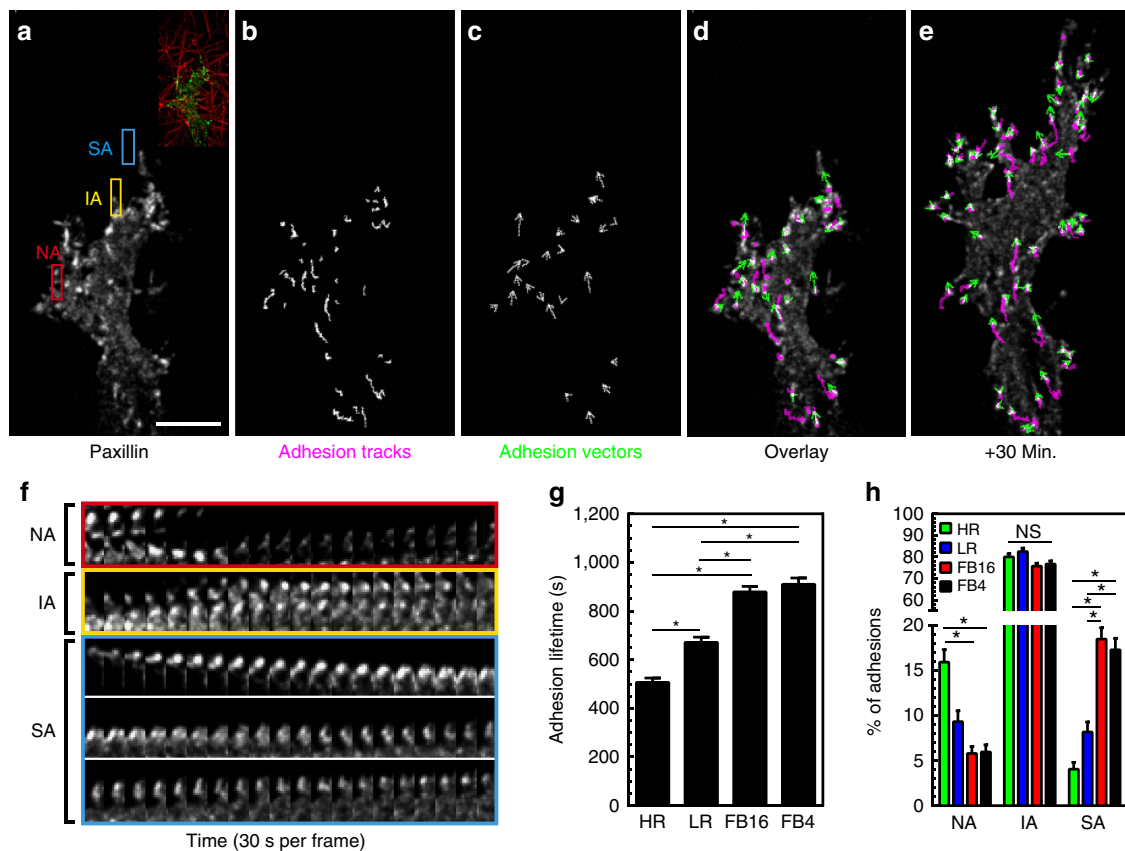 a
b
c
d
e
SA
IA
NA
Paxillin
Adhesion tracks
Adhesion vectors
Overlay
+30 Min.
f
NA
IA
SA
Time (30 s per frame)
g
Adhesion lifetime (s)
1,200
1,000
800
600
400
200
0
*
*
*
*
*
HR
LR
FB16
FB4
h
% of adhesions
100
90
80
70
60
20
15
10
5
0
HR
LR
FB16
FB4
NS
*
*
*
*
*
NA
IA
SA